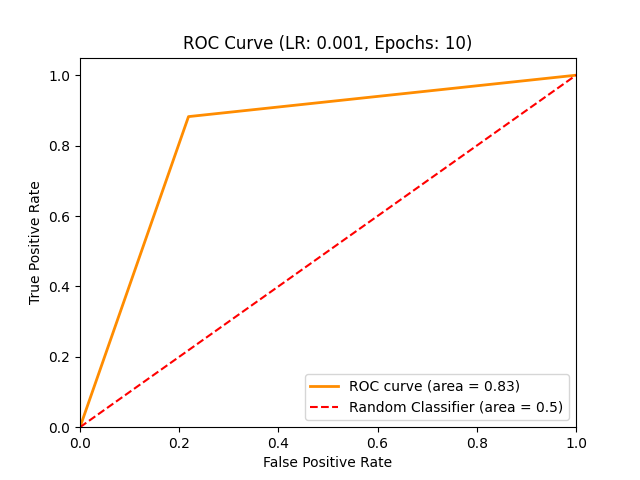 ROC Curve (LR: 0.001, Epochs: 10)
1.0
0.8
0.6
0.4
0.2
0.0
True Positive Rate
ROC curve (area = 0.83)
Random Classifier (area = 0.5)
0.0 0.2 0.4 0.6 0.8 1.0
False Positive Rate